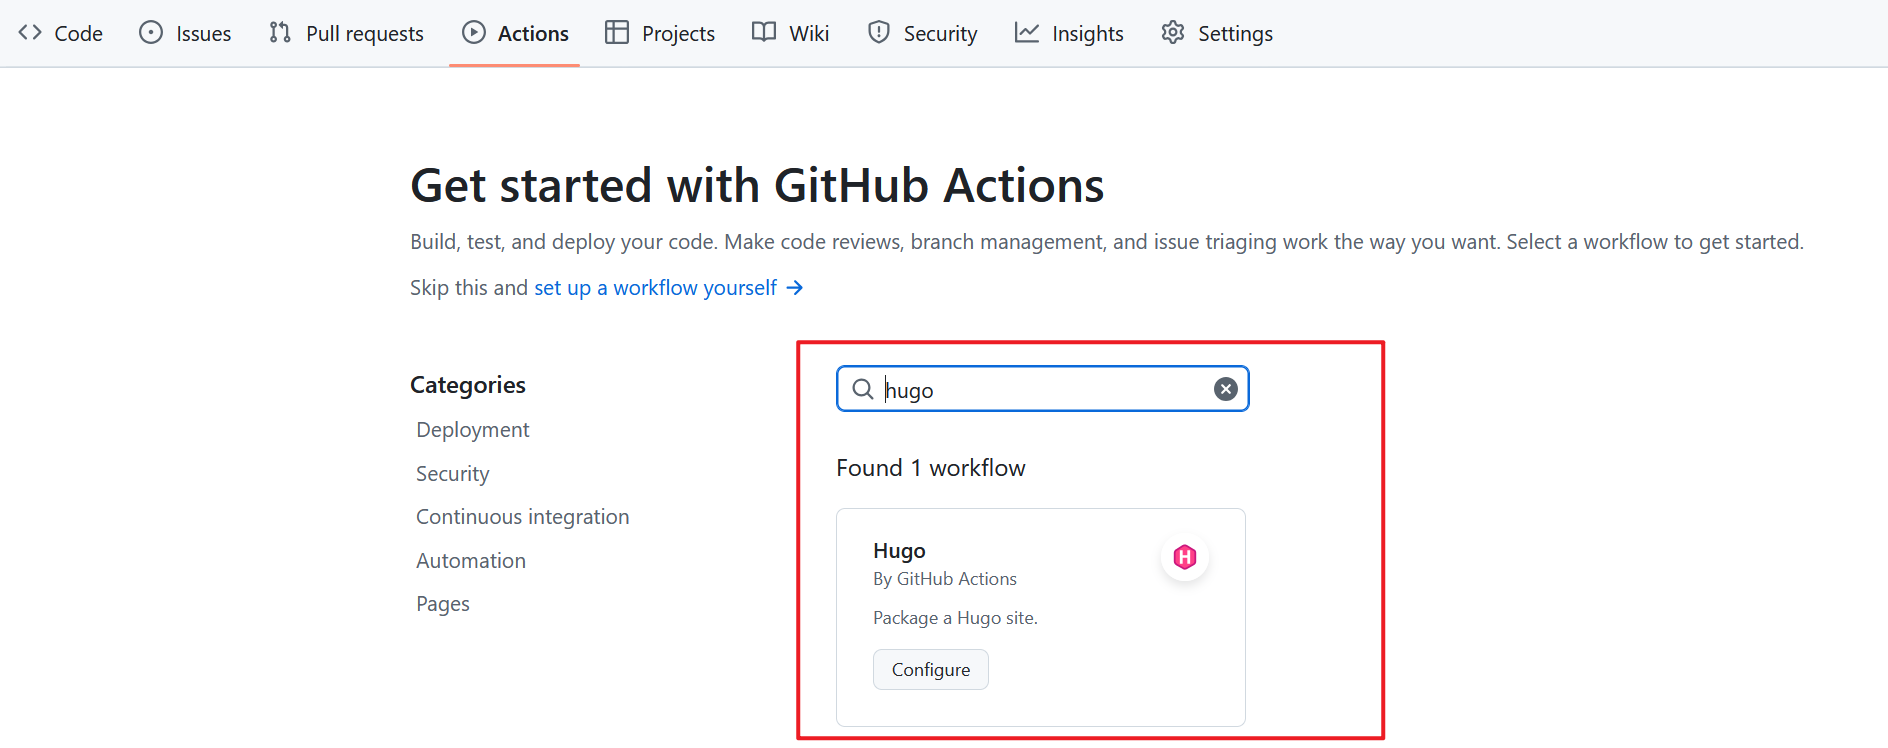 Code Issues Pull requests Actions Projects Wiki Security Insights Settings
Get started with GitHub Actions
Build, test, and deploy your code. Make code reviews, branch management, and issue triaging work the way you want. Select a workflow to get started.
Skip this and set up a workflow yourself →
Categories
Deployment
Security
Continuous integration
Automation
Pages
hugo
Found 1 workflow
Hugo
H
By GitHub Actions
Package a Hugo site.
Configure